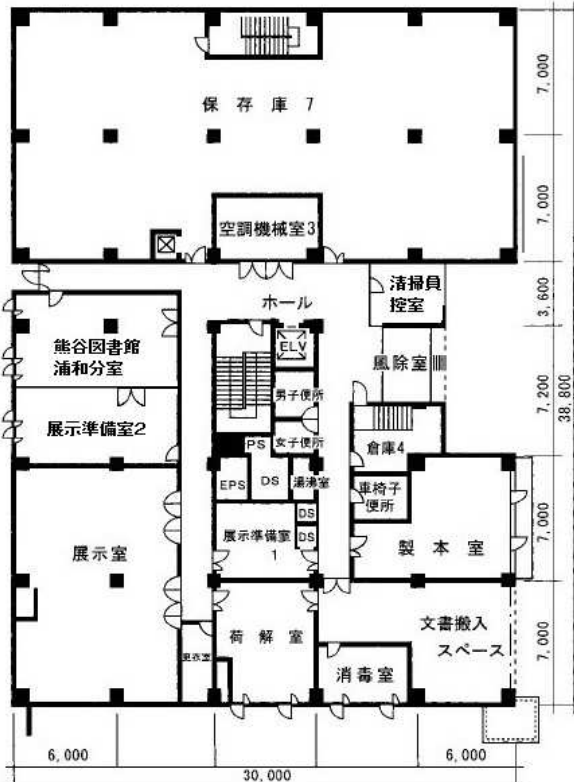 保存庫 7
空調機械室3
清掃員
控室
ホール
ELV
熊谷図書館
浦和分室
風除室
男子便所
展示準備室2
女子便所
倉庫4
PS
EPS
DS
湯沸室
車椅子
便所
DS
展示準備室
1
DS
製本室
展示室
荷解室
文書搬入
スペース
更衣室
消毒室
7,000
7,000
3,600
7,200
38,800
7,000
7,000
6,000
6,000
30,000